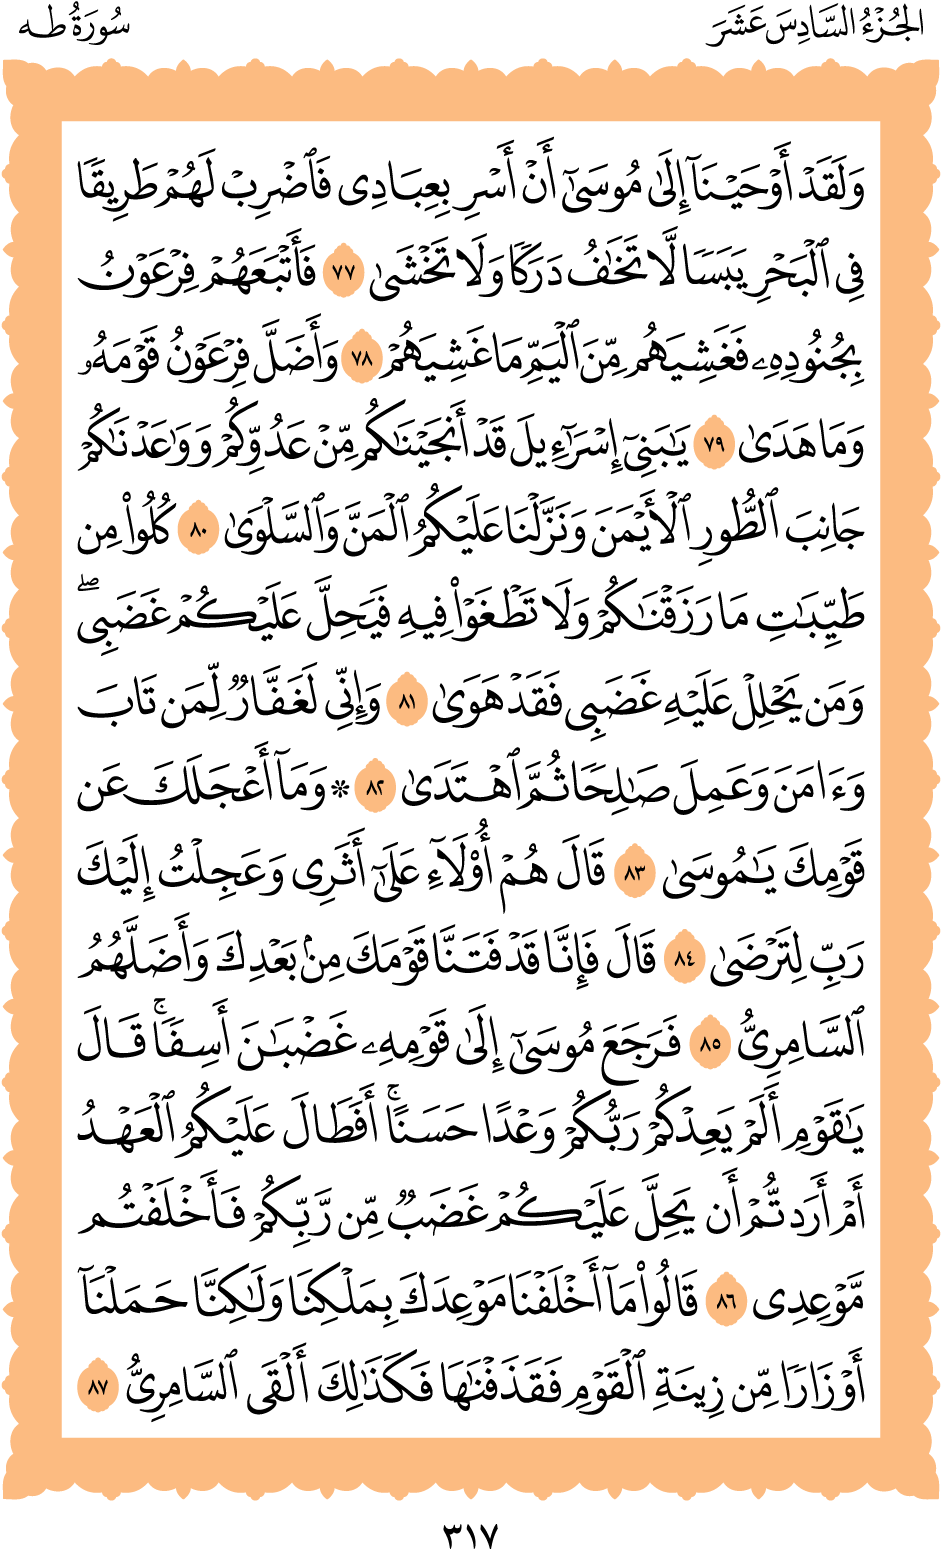 الجُزْءُ السَّادِسَ عَشَرَ
سُورَةُ طه
وَلَقَدْ أَوْحَيْنَآ إِلَىٰ مُوسَىٰٓ أَنْ أَسْرِ بِعِبَادِى فَٱضْرِبْ لَهُمْ طَرِيقًا
فِى ٱلْبَحْرِ يَبَسًا لَّا تَخَٰفُ دَرَكًا وَلَا تَخْشَىٰ ٧٧ فَأَتْبَعَهُمْ فِرْعَوْنُ
بِجُنُودِهِۦ فَغَشِيَهُم مِّنَ ٱلْيَمِّ مَا غَشِيَهُمْ ٧٨ وَأَضَلَّ فِرْعَوْنُ قَوْمَهُۥ
وَمَا هَدَىٰ ٧٩ يَٰبَنِىٓ إِسْرَٰٓءِيلَ قَدْ أَنجَيْنَٰكُم مِّنْ عَدُوِّكُمْ وَوَٰعَدْنَٰكُمْ
جَانِبَ ٱلطُّورِ ٱلْأَيْمَنَ وَنَزَّلْنَا عَلَيْكُمُ ٱلْمَنَّ وَٱلسَّلْوَىٰ ٨٠ كُلُوا۟ مِن
طَيِّبَٰتِ مَا رَزَقْنَٰكُمْ وَلَا تَطْغَوْا۟ فِيهِ فَيَحِلَّ عَلَيْكُمْ غَضَبِى ۖ
وَمَن يَحْلِلْ عَلَيْهِ غَضَبِى فَقَدْ هَوَىٰ ٨١ وَإِنِّى لَغَفَّارٌ لِّمَن تَابَ
وَءَامَنَ وَعَمِلَ صَٰلِحًا ثُمَّ ٱهْتَدَىٰ ٨٢ * وَمَآ أَعْجَلَكَ عَن
قَوْمِكَ يَٰمُوسَىٰ ٨٣ قَالَ هُمْ أُو۟لَآءِ عَلَىٰٓ أَثَرِى وَعَجِلْتُ إِلَيْكَ
رَبِّ لِتَرْضَىٰ ٨٤ قَالَ فَإِنَّا قَدْ فَتَنَّا قَوْمَكَ مِنۢ بَعْدِكَ وَأَضَلَّهُمُ
ٱلسَّامِرِىُّ ٨٥ فَرَجَعَ مُوسَىٰٓ إِلَىٰ قَوْمِهِۦ غَضْبَٰنَ أَسِفًا ۚ قَالَ
يَٰقَوْمِ أَلَمْ يَعِدْكُمْ رَبُّكُمْ وَعْدًا حَسَنًا ۚ أَفَطَالَ عَلَيْكُمُ ٱلْعَهْدُ
أَمْ أَرَدتُّمْ أَن يَحِلَّ عَلَيْكُمْ غَضَبٌ مِّن رَّبِّكُمْ فَأَخْلَفْتُم
مَّوْعِدِى ٨٦ قَالُوا۟ مَآ أَخْلَفْنَا مَوْعِدَكَ بِمَلْكِنَا وَلَٰكِنَّا حُمِّلْنَآ
أَوْزَارًا مِّن زِينَةِ ٱلْقَوْمِ فَقَذَفْنَٰهَا فَكَذَٰلِكَ أَلْقَى ٱلسَّامِرِىُّ ٨٧
٣١٧